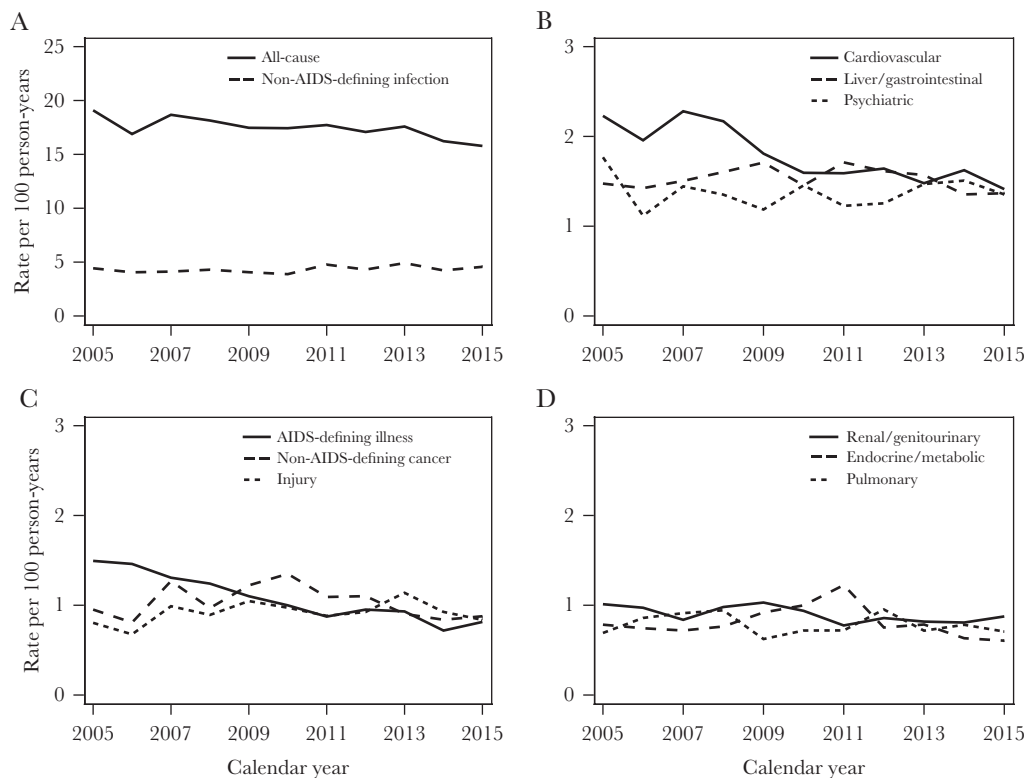 A
25
20
15
10
5
0
Rate per 100 person-years
All-cause
Non-AIDS-defining infection
2005 2007 2009 2011 2013 2015
B
3
2
1
0
Cardiovascular
Liver/gastrointestinal
Psychiatric
2005 2007 2009 2011 2013 2015
C
3
2
1
0
Rate per 100 person-years
AIDS-defining illness
Non-AIDS-defining cancer
Injury
2005 2007 2009 2011 2013 2015
Calendar year
D
3
2
1
0
Renal/genitourinary
Endocrine/metabolic
Pulmonary
2005 2007 2009 2011 2013 2015
Calendar year